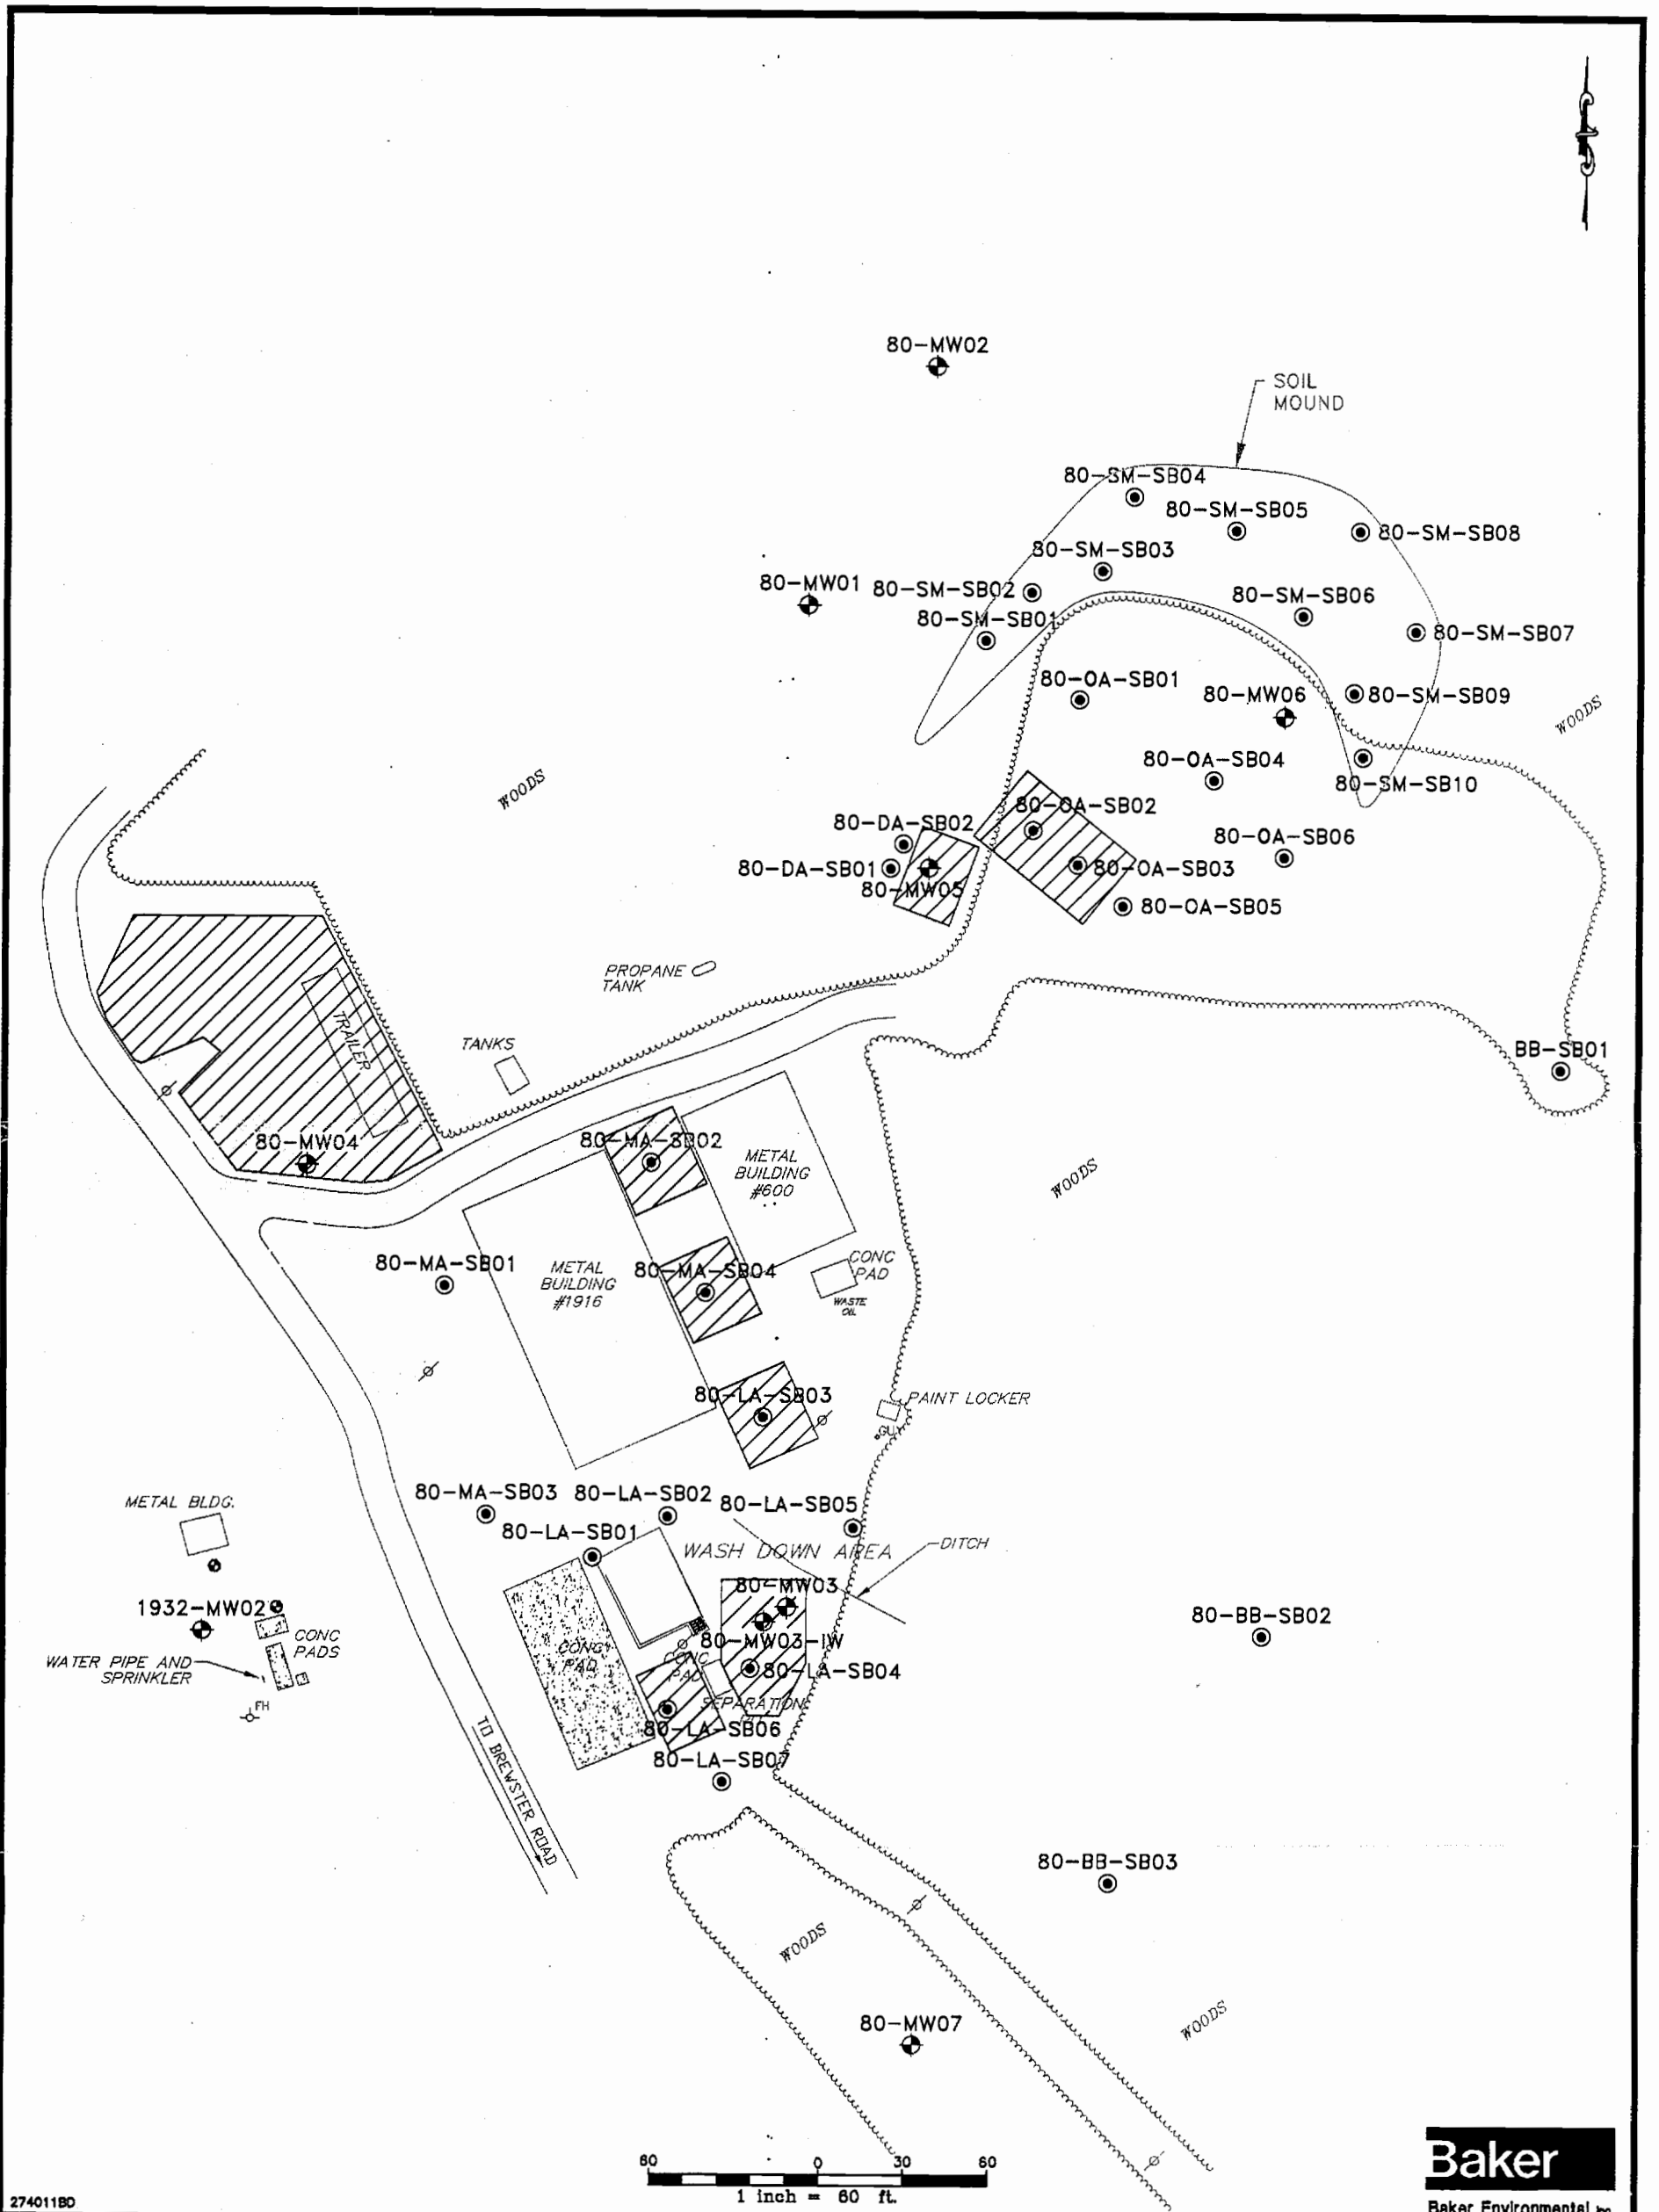 80-MW02
SOIL
MOUND
80-SM-SB04
80-SM-SB05
80-SM-SB08
80-SM-SB03
80-MW01
80-SM-SB02
80-SM-SB06
80-SM-SB01
80-SM-SB07
80-OA-SB01
80-MW06
80-SM-SB09
WOODS
80-OA-SB04
WOODS
80-SM-SB10
80-OA-SB02
80-DA-SB02
80-OA-SB06
80-DA-SB01
80-OA-SB03
80-MW05
80-OA-SB05
PROPANE
TANK
TRAILER
TANKS
BB-SB01
80-MW04
80-MA-SB02
METAL
BUILDING
#600
WOODS
80-MA-SB01
METAL
BUILDING
#1916
80-MA-SB04
CONC
PAD
WASTE
OIL
80-LA-SB03
PAINT LOCKER
GUY
80-MA-SB03
80-LA-SB02
80-LA-SB05
METAL BLDG.
80-LA-SB01
WASH DOWN AREA
DITCH
80-MW03
1932-MW02
80-BB-SB02
CONC
PADS
CONC
PAD
80-MW03-IW
CONC
PAD
WATER PIPE AND
SPRINKLER
80-LA-SB04
SEPARATION
FH
80-LA-SB06
80-LA-SB07
TO BREWSTER ROAD
80-BB-SB03
WOODS
80-MW07
WOODS
60 0 30 60
1 inch = 60 ft.
Baker
Baker Environmental, Inc.
274011BD